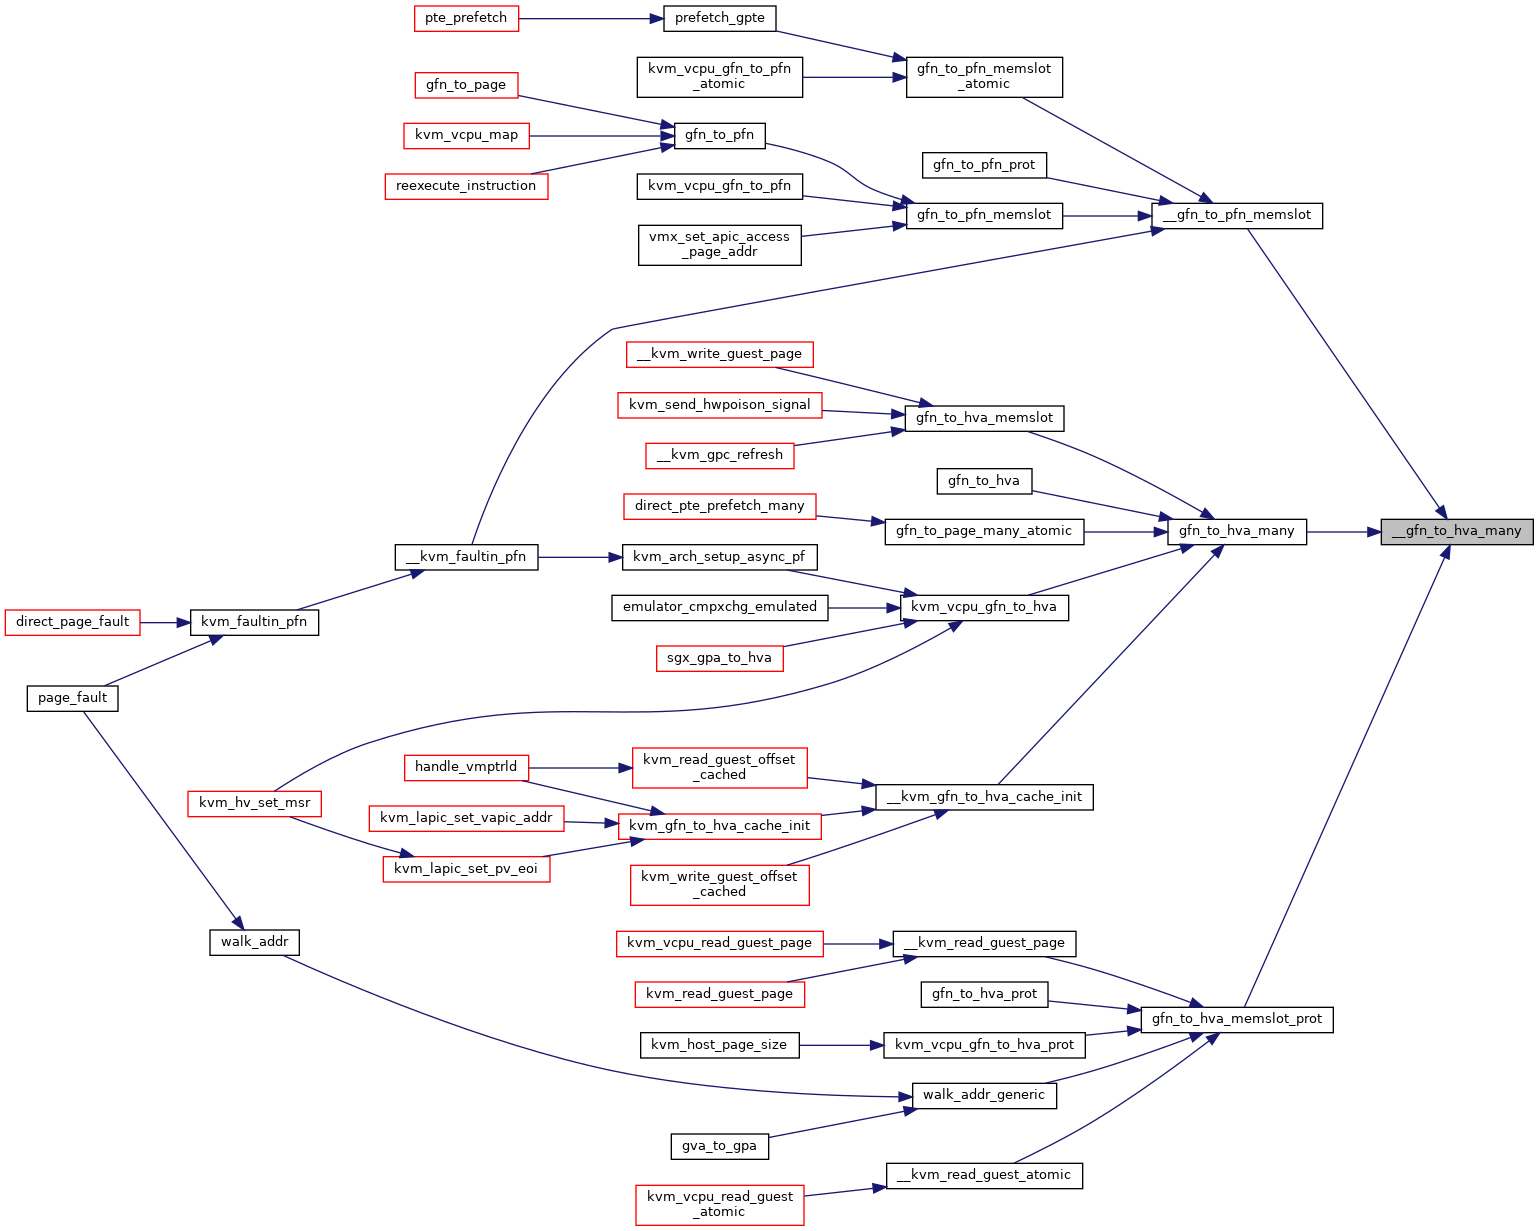 pte_prefetch
prefetch_gpte
kvm_vcpu_gfn_to_pfn
_atomic
gfn_to_pfn_memslot
_atomic
gfn_to_page
kvm_vcpu_map
gfn_to_pfn
reexecute_instruction
kvm_vcpu_gfn_to_pfn
gfn_to_pfn_prot
gfn_to_pfn_memslot
__gfn_to_pfn_memslot
vmx_set_apic_access
_page_addr
__kvm_write_guest_page
kvm_send_hwpoison_signal
gfn_to_hva_memslot
__kvm_gpc_refresh
gfn_to_hva
direct_pte_prefetch_many
gfn_to_page_many_atomic
gfn_to_hva_many
__gfn_to_hva_many
__kvm_faultin_pfn
kvm_arch_setup_async_pf
emulator_cmpxchg_emulated
kvm_vcpu_gfn_to_hva
direct_page_fault
kvm_faultin_pfn
sgx_gpa_to_hva
page_fault
handle_vmptrld
kvm_read_guest_offset
_cached
kvm_hv_set_msr
__kvm_gfn_to_hva_cache_init
kvm_lapic_set_vapic_addr
kvm_gfn_to_hva_cache_init
kvm_lapic_set_pv_eoi
kvm_write_guest_offset
_cached
walk_addr
kvm_vcpu_read_guest_page
__kvm_read_guest_page
kvm_read_guest_page
gfn_to_hva_prot
gfn_to_hva_memslot_prot
kvm_host_page_size
kvm_vcpu_gfn_to_hva_prot
walk_addr_generic
gva_to_gpa
__kvm_read_guest_atomic
kvm_vcpu_read_guest
_atomic